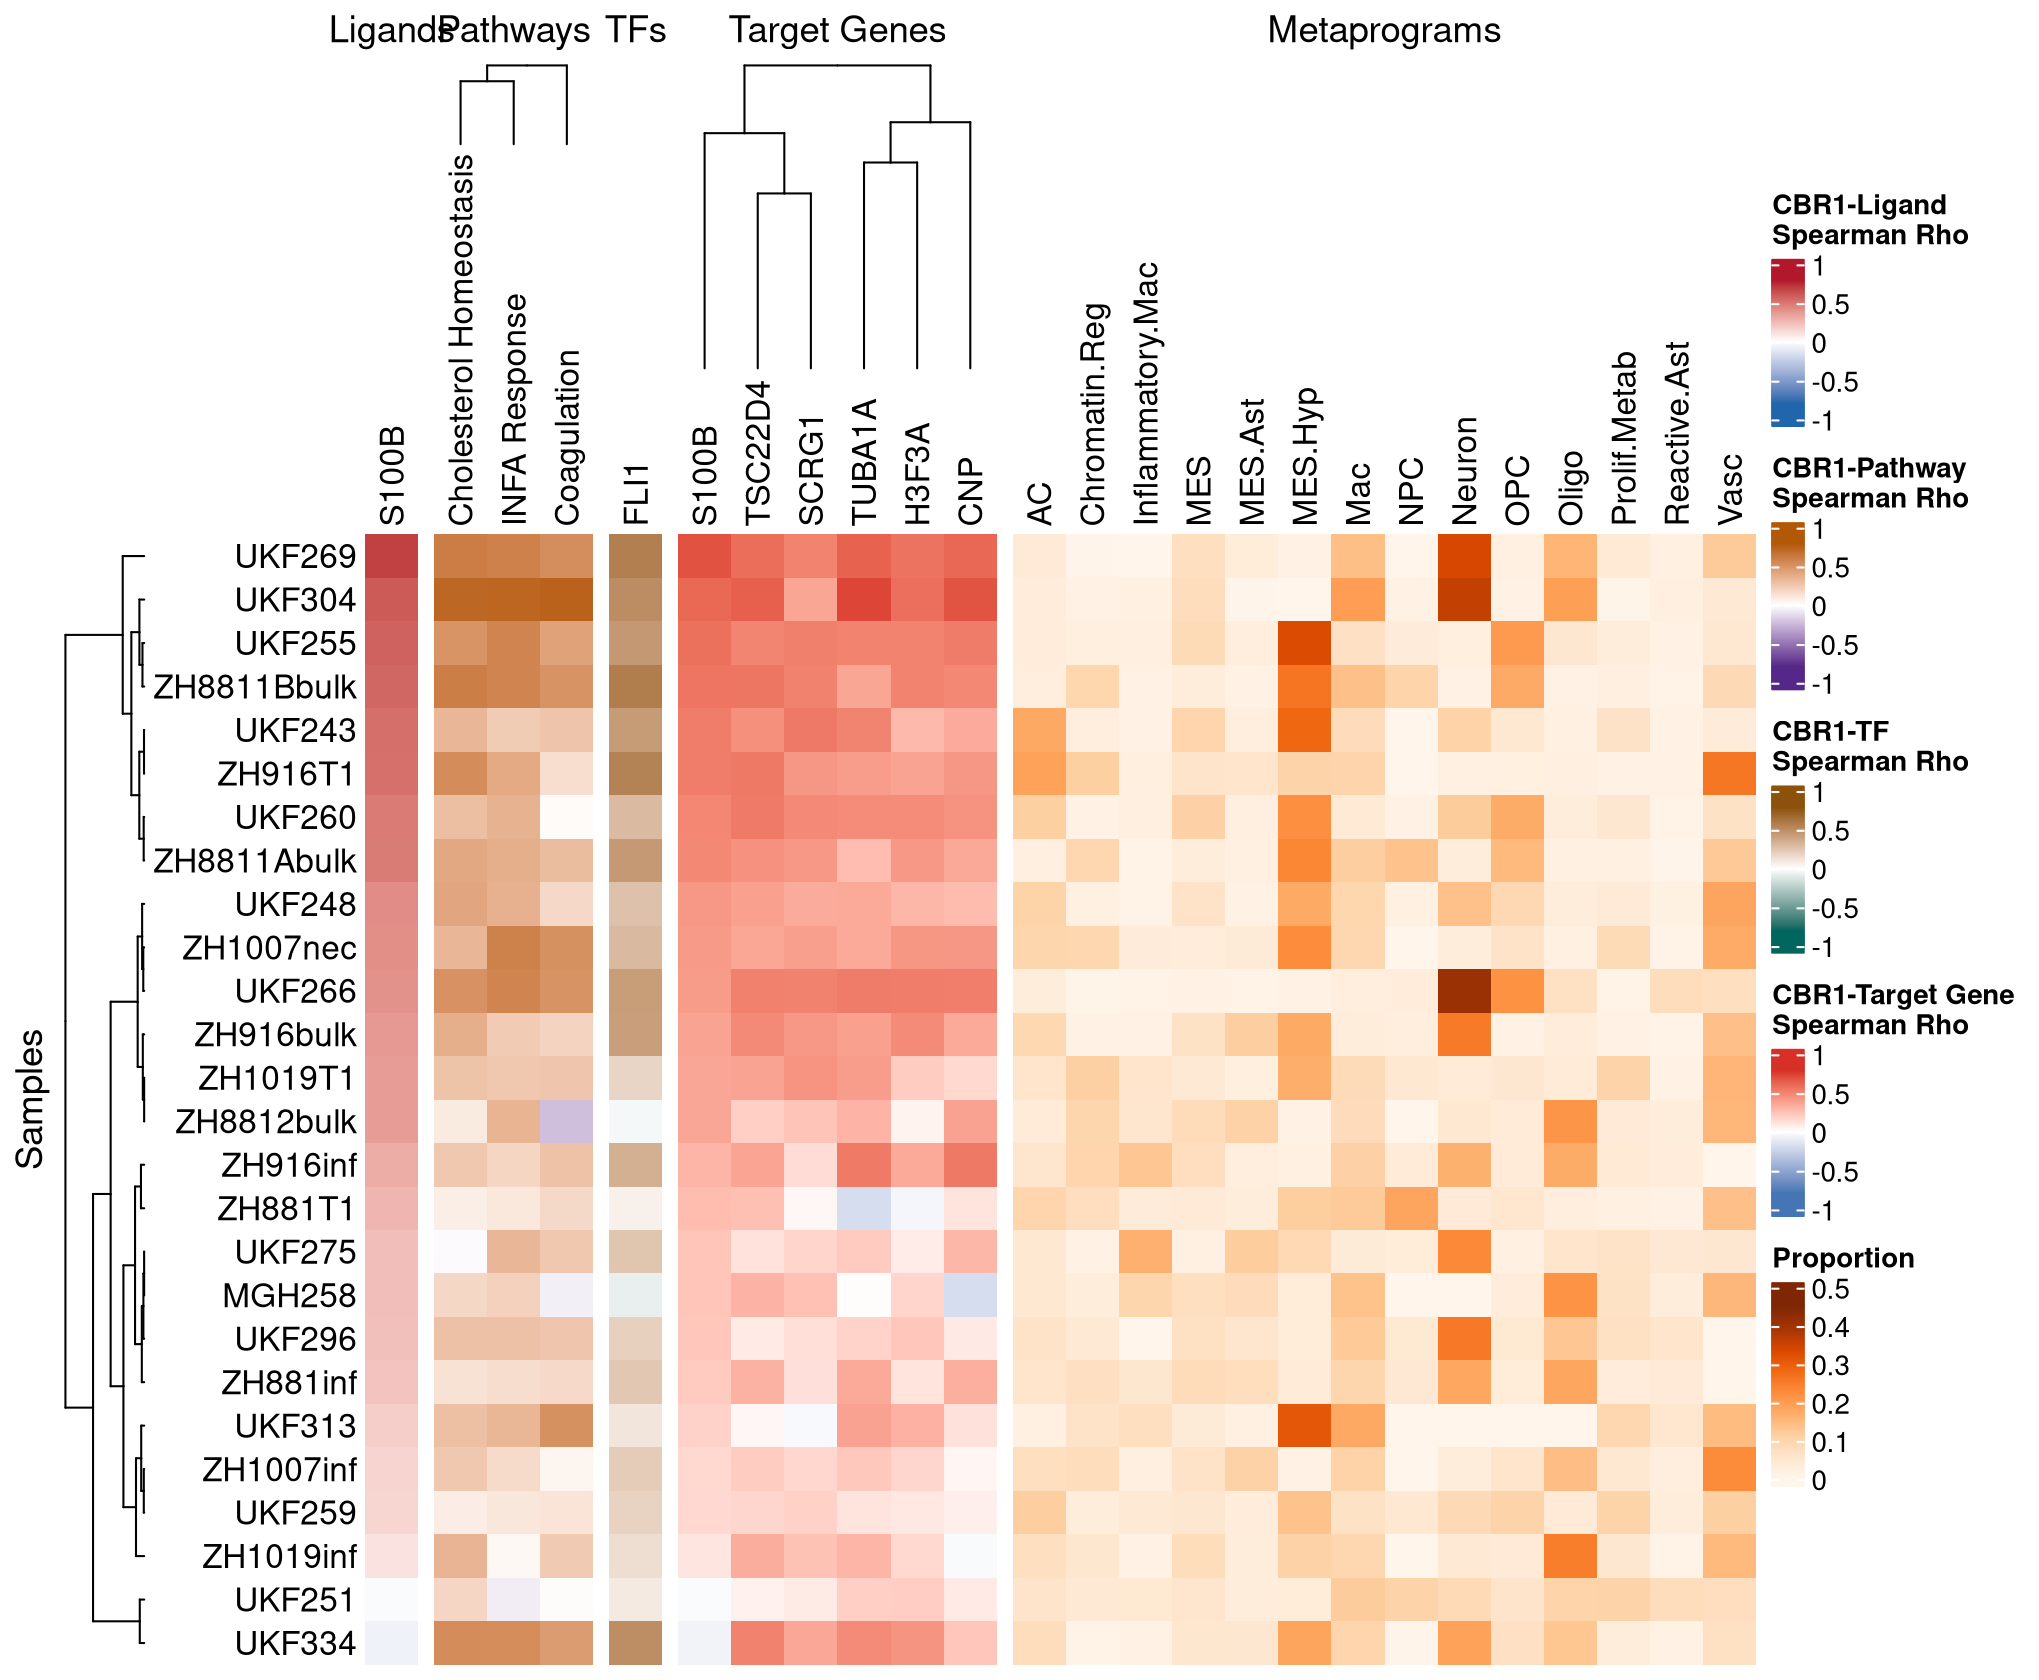 Ligands
Pathways
TFs
Target Genes
Metaprograms
S100B
Cholesterol Homeostasis
INFA Response
Coagulation
FLI1
S100B
TSC22D4
SCRG1
TUBA1A
H3F3A
CNP
AC
Chromatin.Reg
Inflammatory.Mac
MES
MES.Ast
MES.Hyp
Mac
NPC
Neuron
OPC
Oligo
Prolif.Metab
Reactive.Ast
Vasc
Samples
UKF269
UKF304
UKF255
ZH8811Bbulk
UKF243
ZH916T1
UKF260
ZH8811Abulk
UKF248
ZH1007nec
UKF266
ZH916bulk
ZH1019T1
ZH8812bulk
ZH916inf
ZH881T1
UKF275
MGH258
UKF296
ZH881inf
UKF313
ZH1007inf
UKF259
ZH1019inf
UKF251
UKF334
CBR1-Ligand
Spearman Rho
1
0.5
0
-0.5
-1
CBR1-Pathway
Spearman Rho
1
0.5
0
-0.5
-1
CBR1-TF
Spearman Rho
1
0.5
0
-0.5
-1
CBR1-Target Gene
Spearman Rho
1
0.5
0
-0.5
-1
Proportion
0.5
0.4
0.3
0.2
0.1
0